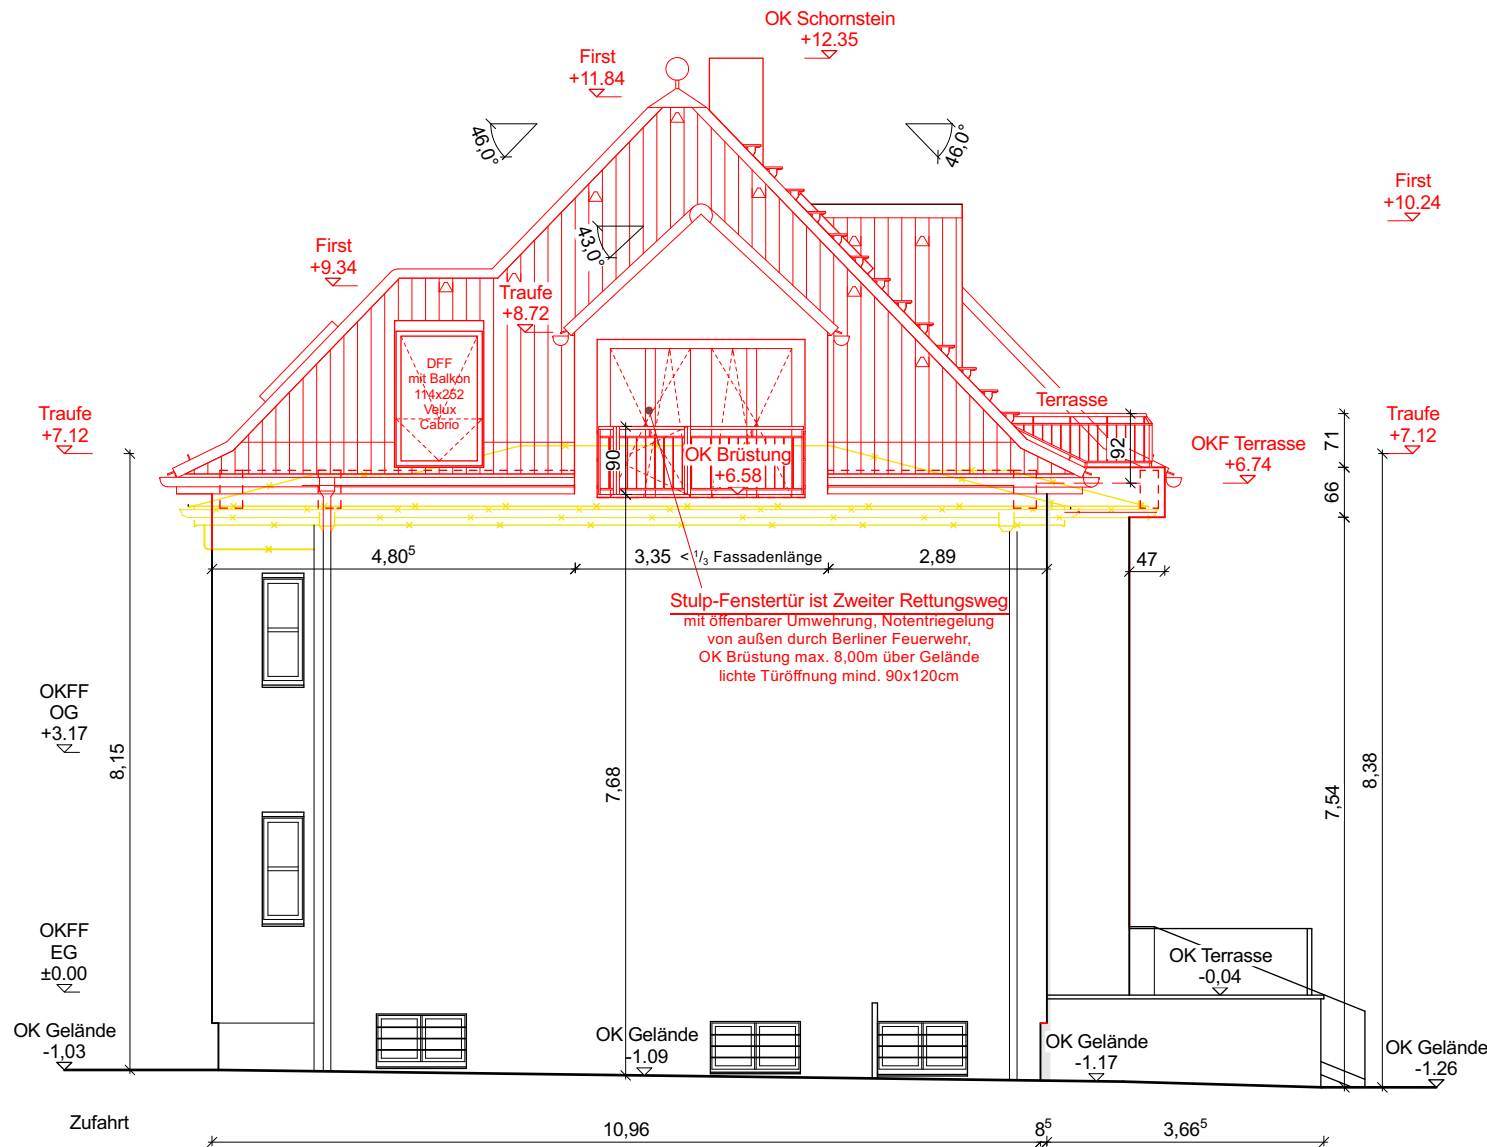 OK Schornstein
+12.35
First
+11.84
46,0°
46,0°
First
+10.24
43,0°
First
+9.34
Traufe
+8.72
DFF
mit Balkon
114x252
Velux
Cabrio
Terrasse
Traufe
+7.12
Traufe
+7.12
92
71
OKF Terrasse
+6.74
90
OK Brüstung
+6.58
66
4,80⁵
3,35 < ¹/₃ Fassadenlänge
2,89
47
Stulp-Fenstertür ist Zweiter Rettungsweg
mit öffenbarer Umwehrung, Notentriegelung
von außen durch Berliner Feuerwehr,
OK Brüstung max. 8,00m über Gelände
lichte Türöffnung mind. 90x120cm
OKFF
OG
+3.17
8,15
7,68
7,54
8,38
OKFF
EG
±0.00
OK Terrasse
-0,04
OK Gelände
-1,03
OK Gelände
-1.09
OK Gelände
-1.17
OK Gelände
-1.26
Zufahrt
10,96
8⁵
3,66⁵